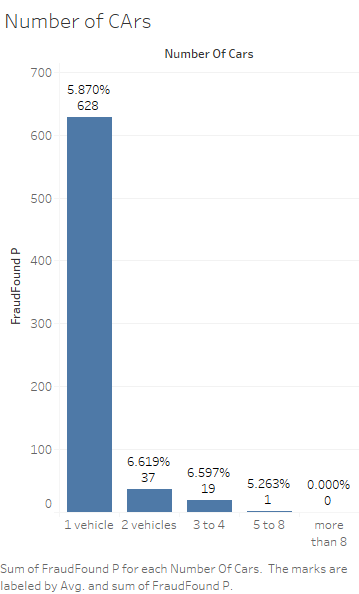 Number of CArs
Number Of Cars
FraudFound P
700
600
500
400
300
200
100
0
5.870%
628
6.619%
37
6.597%
19
5.263%
1
0.000%
0
1 vehicle 2 vehicles 3 to 4 5 to 8 more
than 8
Sum of FraudFound P for each Number Of Cars. The marks are
labeled by Avg. and sum of FraudFound P.